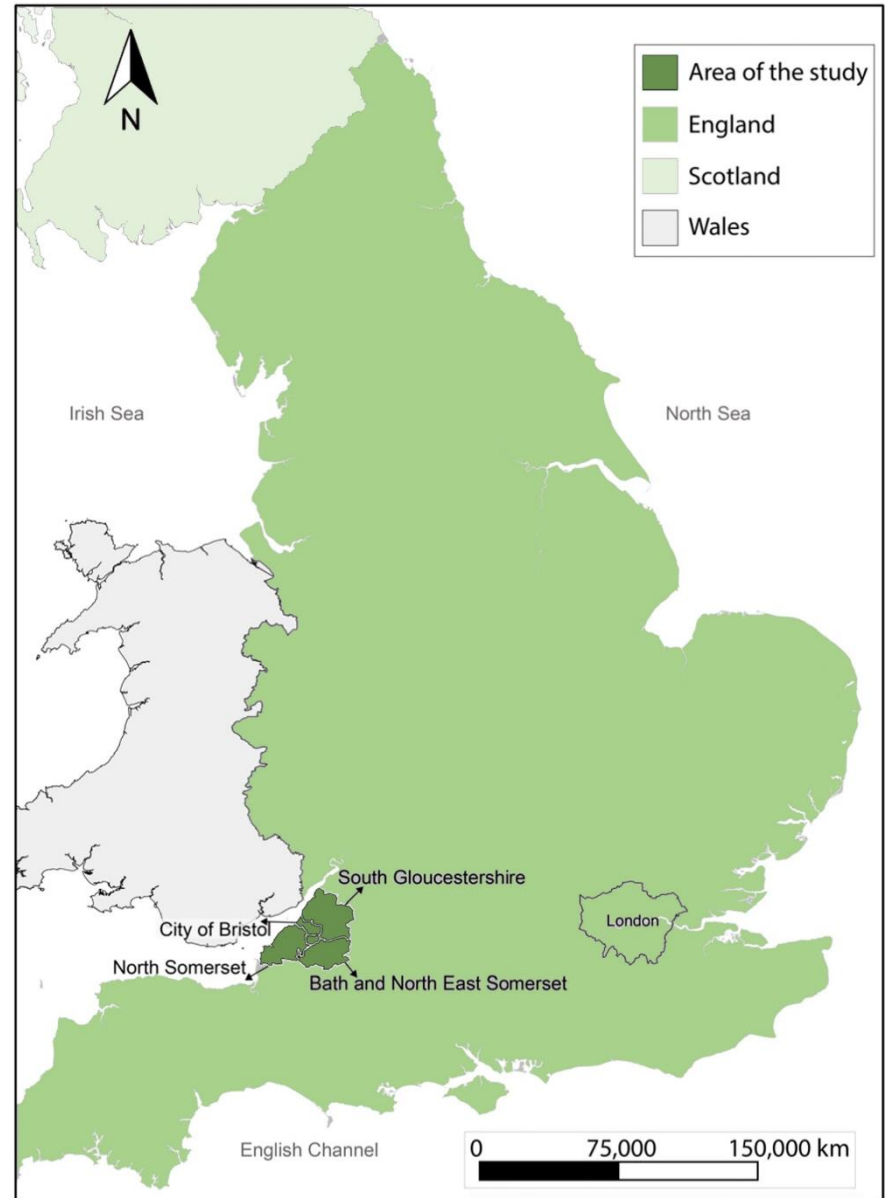 N
Area of the study
England
Scotland
Wales
Irish Sea
North Sea
South Gloucestershire
City of Bristol
London
North Somerset
Bath and North East Somerset
English Channel
0 75,000 150,000 km